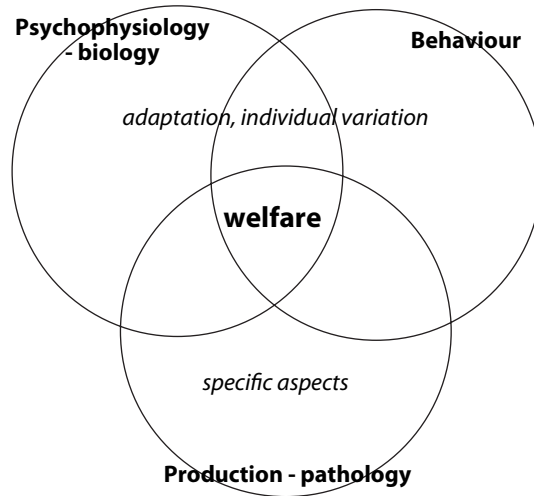 Psychophysiology
- biology
Behaviour
adaptation, individual variation
welfare
specific aspects
Production - pathology